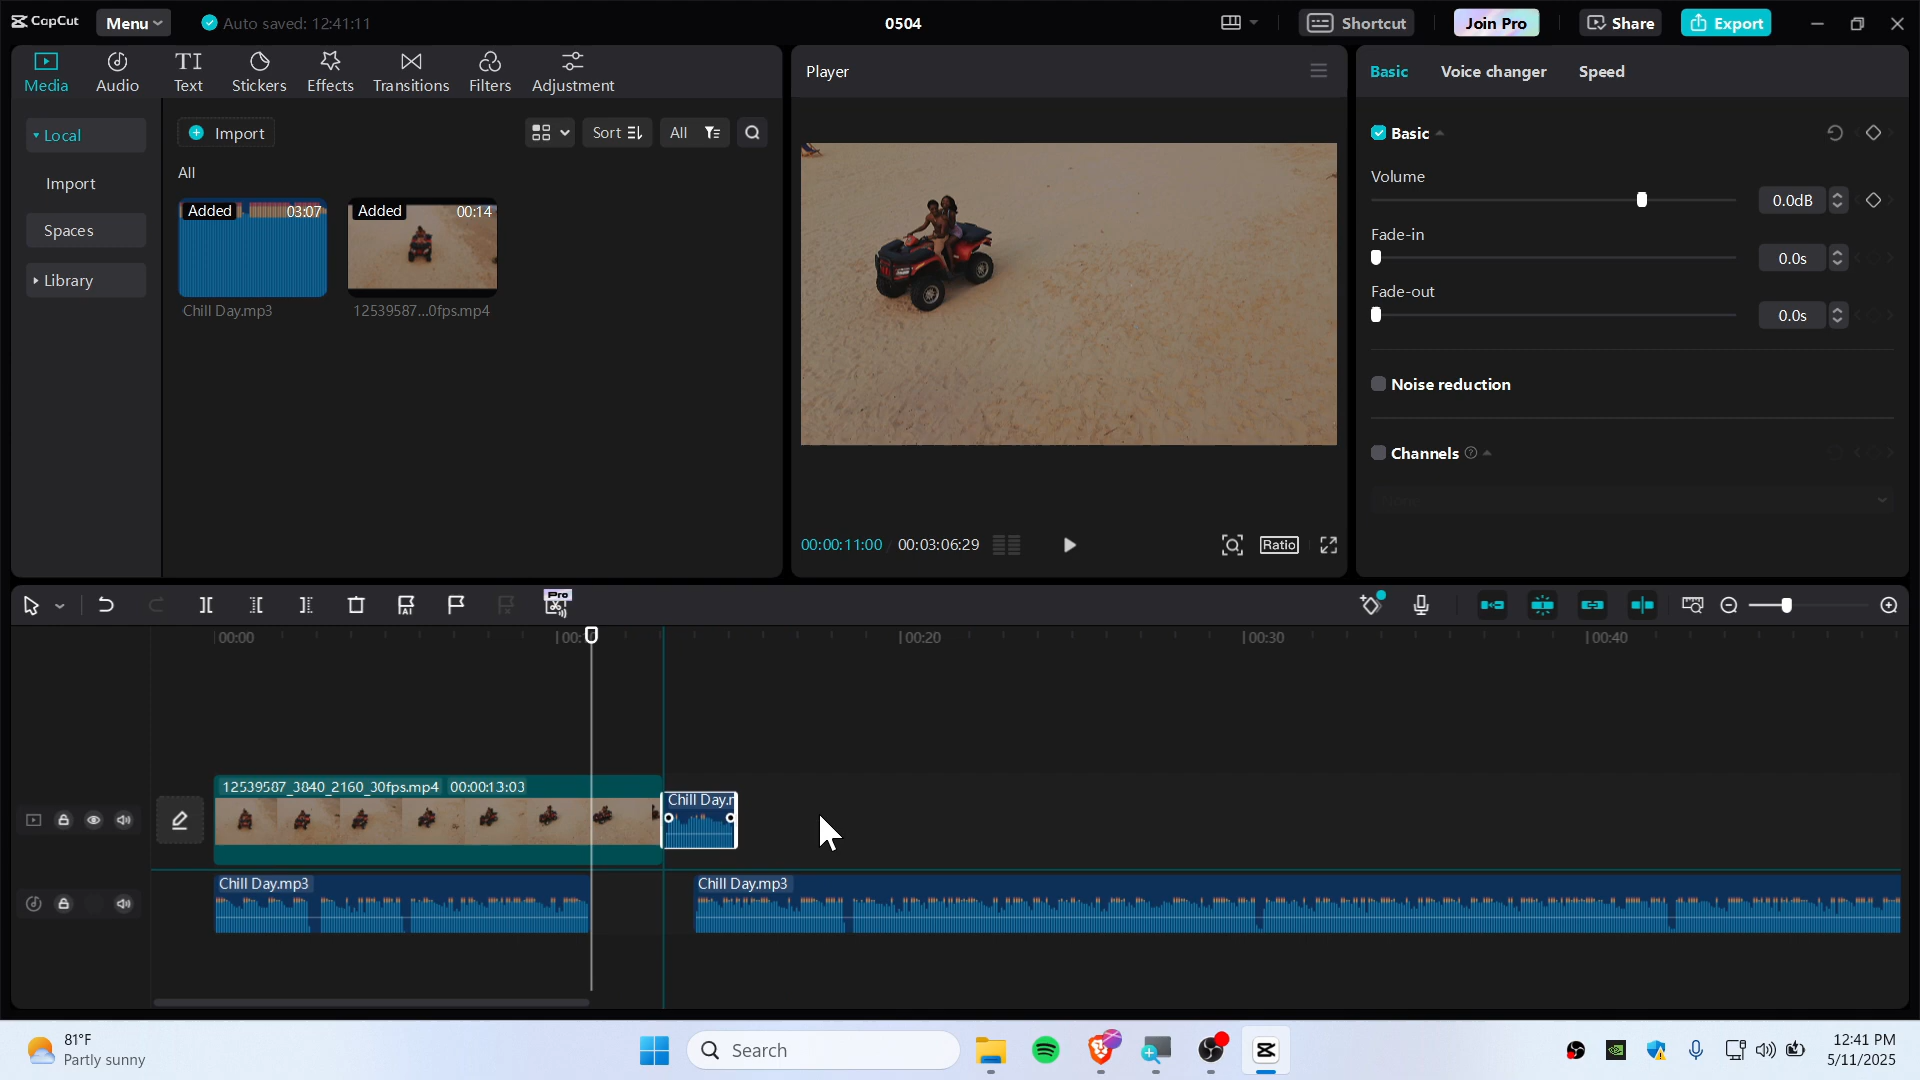 CapCut
Menu
Auto saved: 12:41:11
0504
Shortcut
Join Pro
Share
Export
Media
Audio
Text
Stickers
Effects
Transitions
Filters
Adjustment
Local
Import
Spaces
Library
Import
Sort
All
All
Added
03:07
Chill Day.mp3
Added
00:14
12539587...0fps.mp4
Player
00:00:11:00
00:03:06:29
Ratio
Basic
Voice changer
Speed
Basic
Volume
0.0dB
Fade-in
0.0s
Fade-out
0.0s
Noise reduction
Channels
Pro
00:00
00:20
00:30
00:40
12539587_3840_2160_30fps.mp4 00:00:13:03
Chill Day.
Chill Day.mp3
Chill Day.mp3
81°F
Partly sunny
Search
12:41 PM
5/11/2025